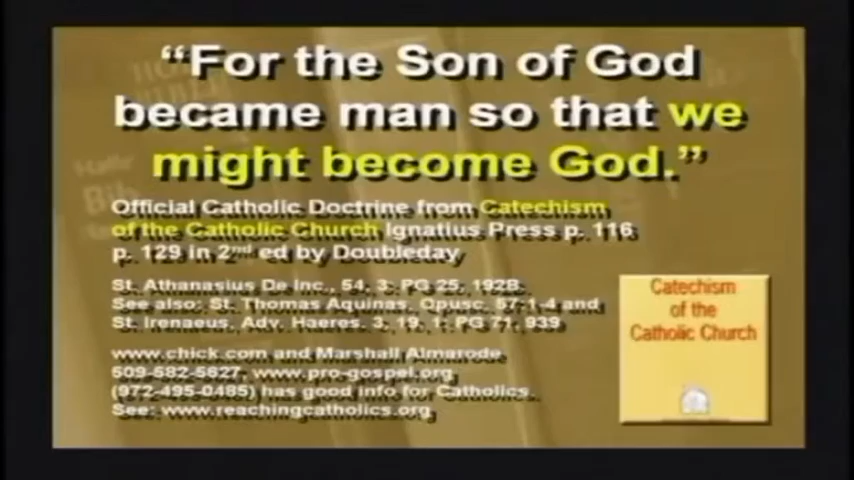 “For the Son of God
became man so that we
might become God.”
Official Catholic Doctrine from Catechism
of the Catholic Church Ignatius Press p. 116
p. 129 in 2nd ed by Doubleday
St. Athanasius De Inc., 54, 3: PG 25, 192B.
See also: St. Thomas Aquinas, Opusc. 57:1-4 and
St. Irenaeus, Adv. Haeres. 3, 19, 1: PG 71, 939
www.chick.com and Marshall Almarode
509-582-5627, www.pro-gospel.org
(972-495-0485) has good info for Catholics.
See: www.reachingcatholics.org
Catechism
of the
Catholic Church